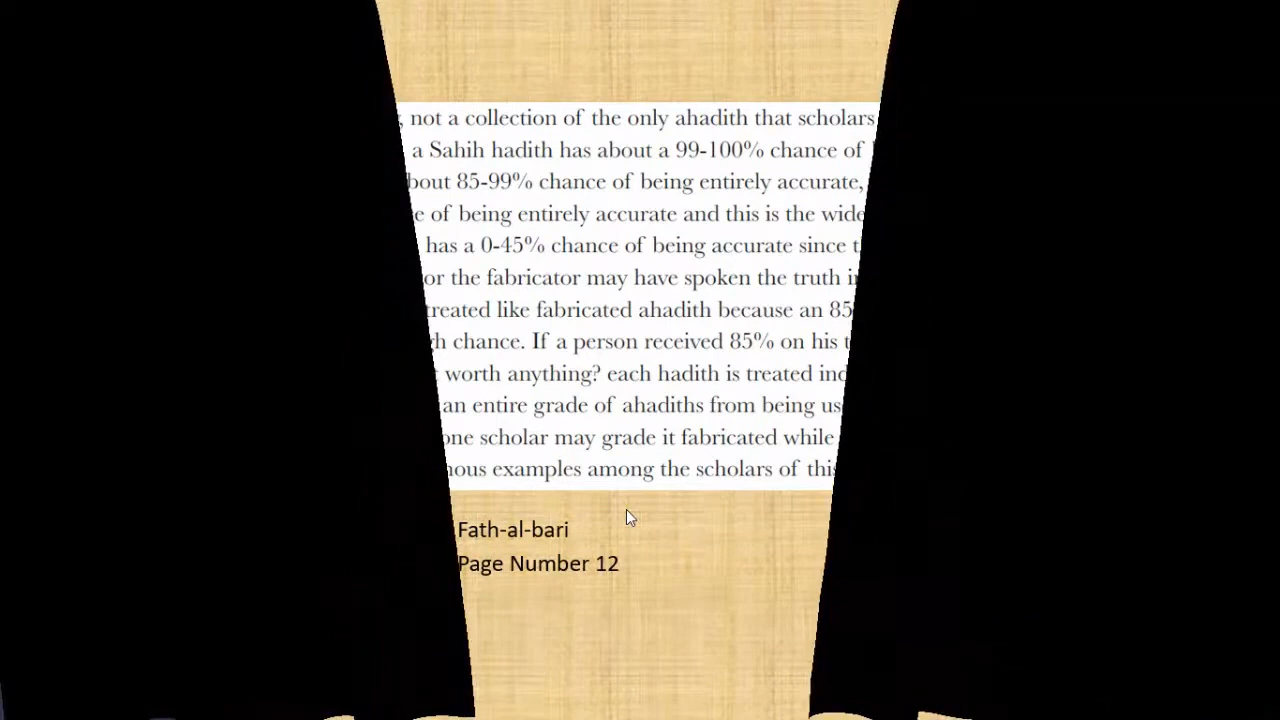 not a collection of the only ahadith that scholars
a Sahih hadith has about a 99-100% chance of
bout 85-99% chance of being entirely accurate,
e of being entirely accurate and this is the wide
has a 0-45% chance of being accurate since t
or the fabricator may have spoken the truth i
treated like fabricated ahadith because an 85
h chance. If a person received 85% on his t
worth anything? each hadith is treated ind
an entire grade of ahadiths from being us
one scholar may grade it fabricated while
nous examples among the scholars of this
Fath-al-bari
Page Number 12